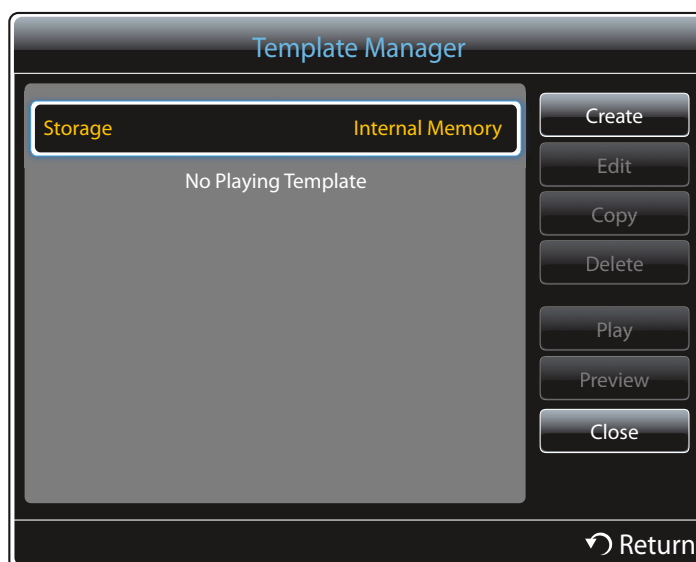 Template Manager
Storage Internal Memory
No Playing Template
Create
Edit
Copy
Delete
Play
Preview
Close
Return